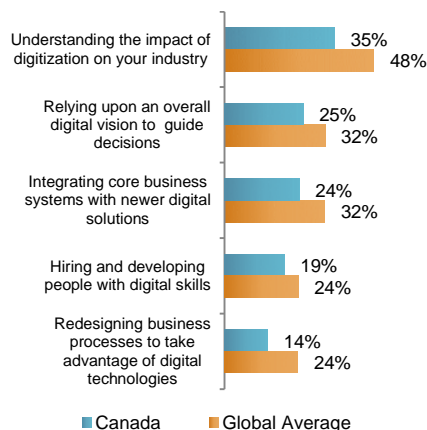 Understanding the impact of
digitization on your industry
35%
48%
Relying upon an overall
digital vision to guide
decisions
25%
32%
Integrating core business
systems with newer digital
solutions
24%
32%
Hiring and developing
people with digital skills
19%
24%
Redesigning business
processes to take
advantage of digital
technologies
14%
24%
Canada
Global Average